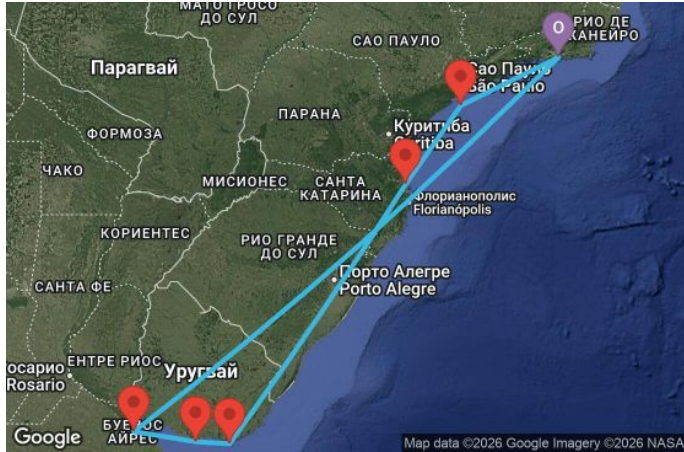 МАТО ГРОСО
ДО СУЛ
О
РИО ДЕ
ЖАНЕЙРО
САО ПАУЛО
Парагвай
Сао Пауло
São Paulo
ПАРАНА
Куритиба
Curitiba
ФОРМОЗА
ЧАКО
МИСИОНЕС
САНТА
КАТАРИНА
Флорианополис
Florianópolis
КОРИЕНТЕС
РИО ГРАНДЕ
ДО СУЛ
Порто Алегре
Porto Alegre
САНТА ФЕ
ЕНТРЕ РИОС
осарио
Rosario
Уругвай
БУЕНОС
АЙРЕС
Google
Map data ©2026 Google Imagery ©2026 NASA